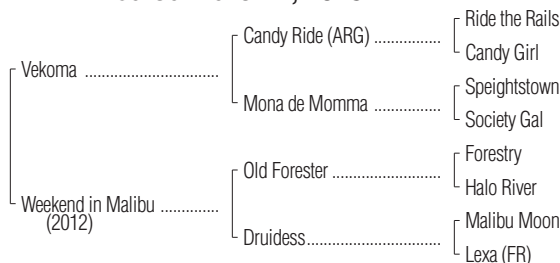 Ride the Rails
Candy Ride (ARG) ................
Candy Girl
Vekoma ...........................
Speightstown
Mona de Momma ................
Society Gal
Forestry
Old Forester ......................
Halo River
Weekend in Malibu ............
(2012)
Malibu Moon
Druidess............................
Lexa (FR)